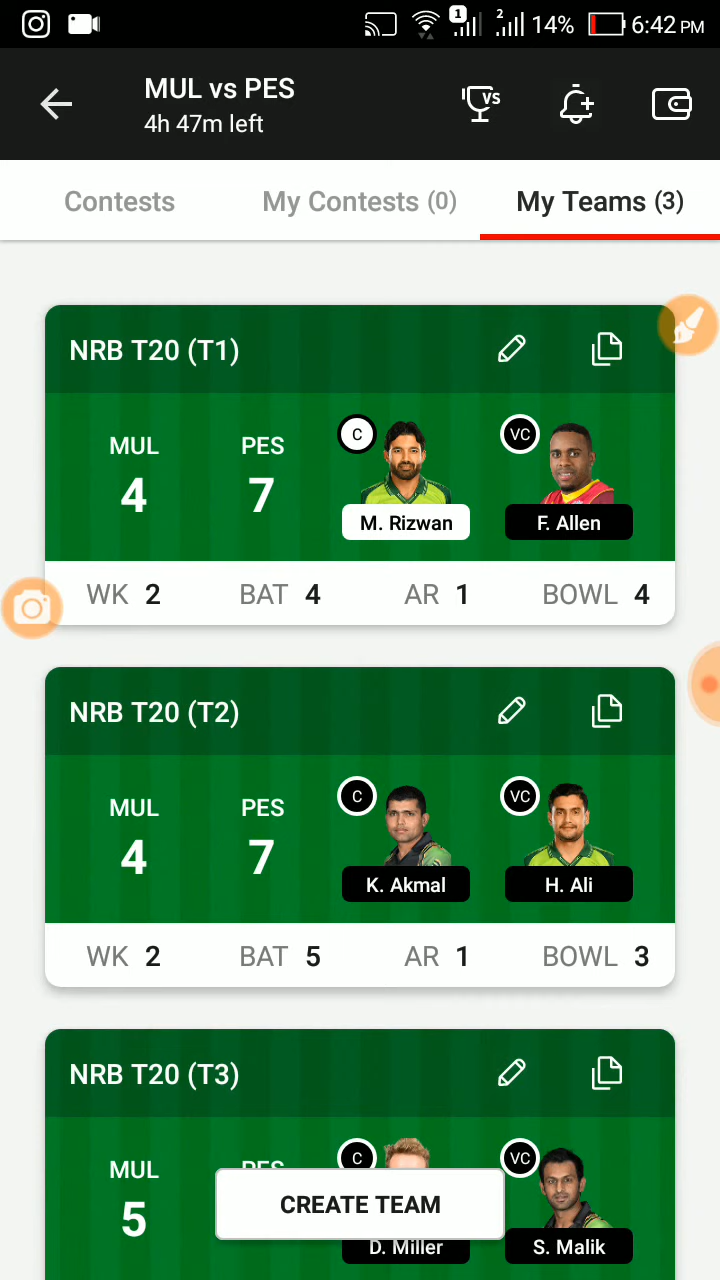 1 2 14% 6:42 PM
MUL vs PES
4h 47m left
VS
Contests My Contests (0) My Teams (3)
NRB T20 (T1)
MUL PES C VC
4 7
M. Rizwan F. Allen
WK 2 BAT 4 AR 1 BOWL 4
NRB T20 (T2)
MUL PES C VC
4 7
K. Akmal H. Ali
WK 2 BAT 5 AR 1 BOWL 3
NRB T20 (T3)
MUL PES C VC
5
CREATE TEAM
D. Miller S. Malik